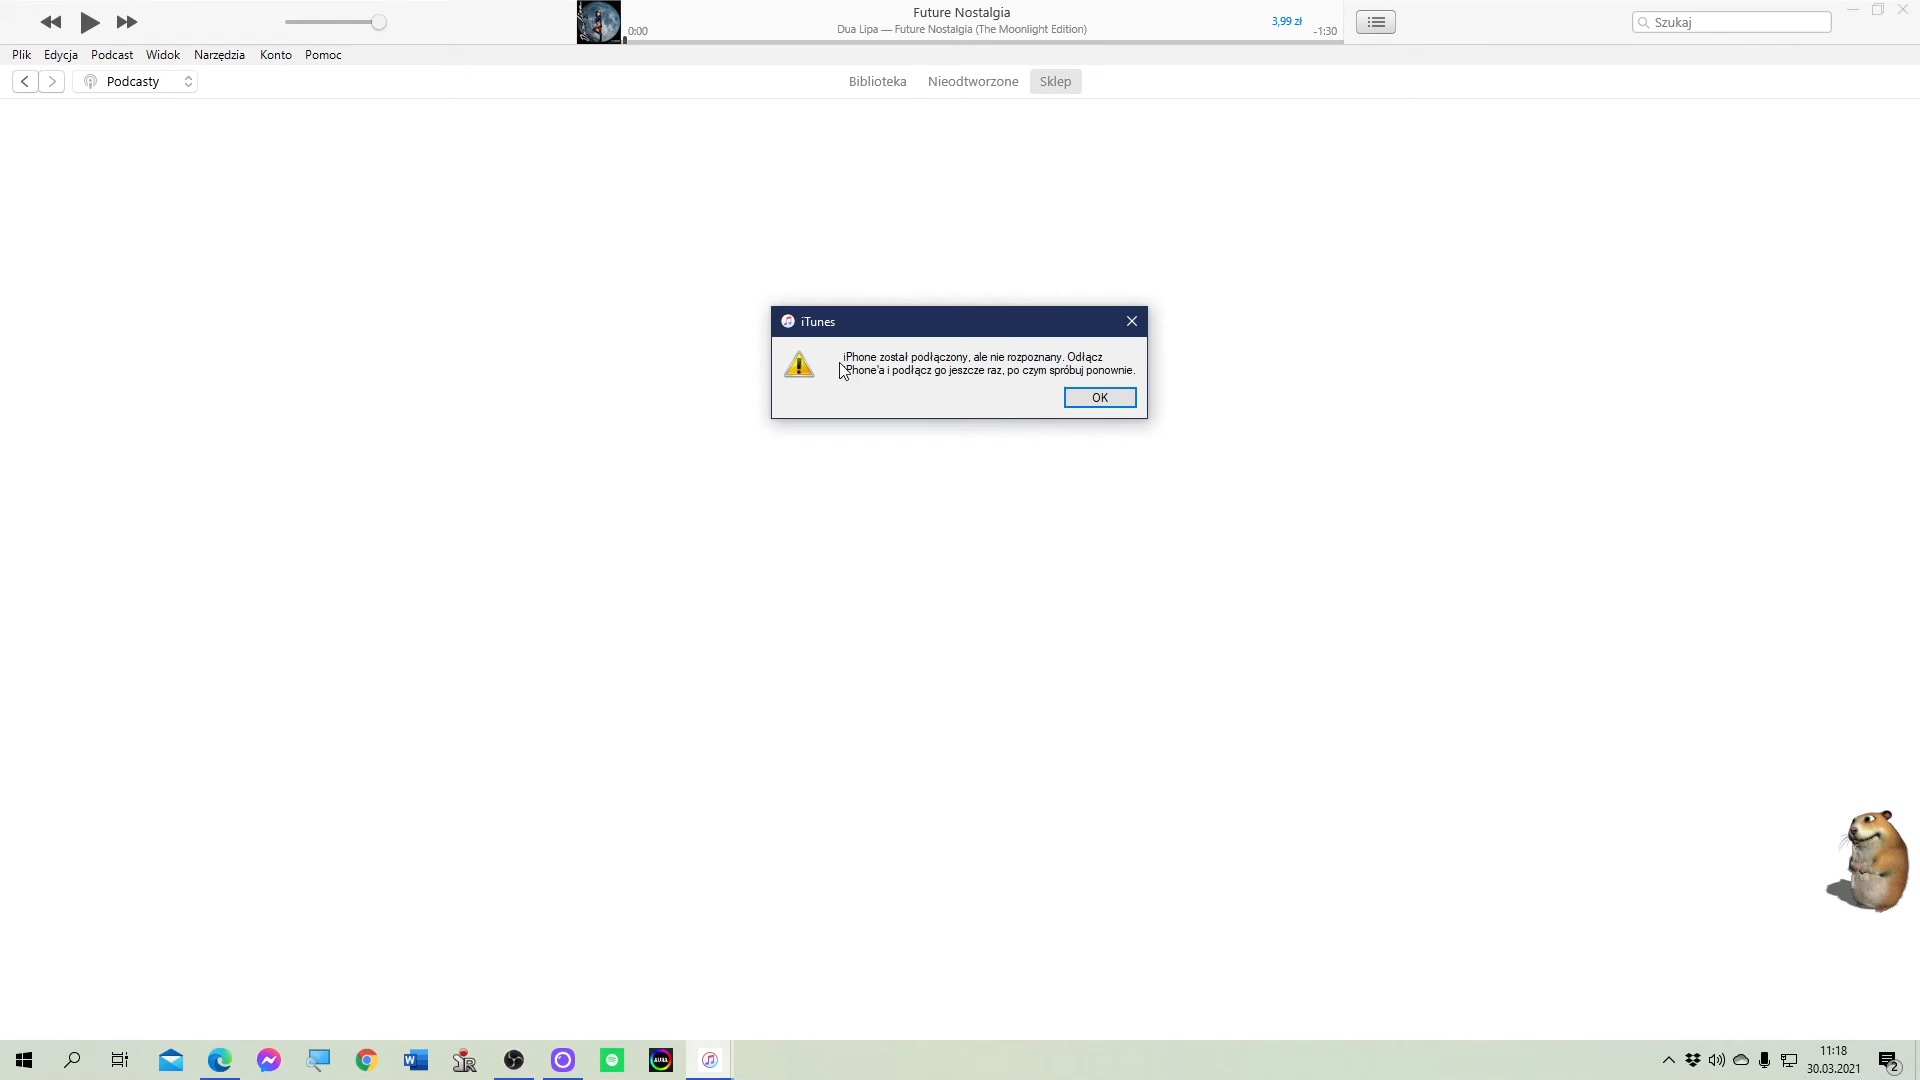 Future Nostalgia
Dua Lipa — Future Nostalgia (The Moonlight Edition)
0:00
3,99 zł
-1:30
Szukaj
Plik Edycja Podcast Widok Narzędzia Konto Pomoc
Podcasty
Biblioteka Nieodtworzone Sklep
iTunes
iPhone został podłączony, ale nie rozpoznany. Odłącz
iPhone'a i podłącz go jeszcze raz, po czym spróbuj ponownie.
OK
AURA
11:18
30.03.2021
2